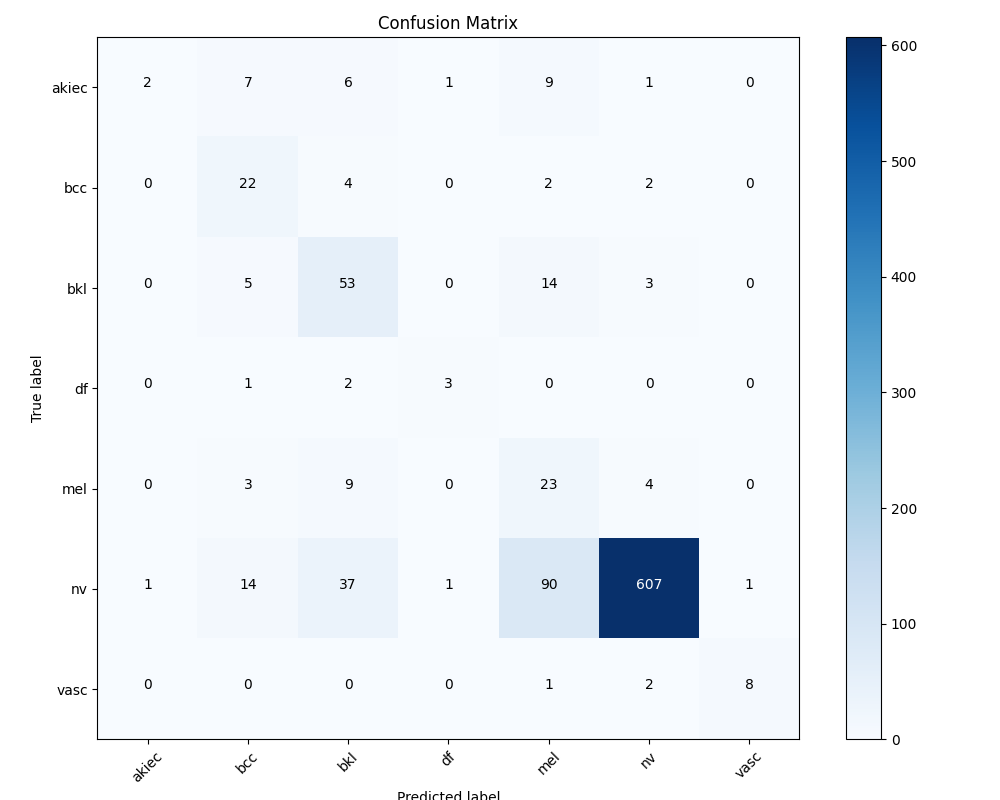 Confusion Matrix
akiec 2 7 6 1 9 1 0
bcc 0 22 4 0 2 2 0
bkl 0 5 53 0 14 3 0
df 0 1 2 3 0 0 0
mel 0 3 9 0 23 4 0
nv 1 14 37 1 90 607 1
vasc 0 0 0 0 1 2 8
akiec bcc bkl df mel nv vasc
True label
Predicted label
600
500
400
300
200
100
0